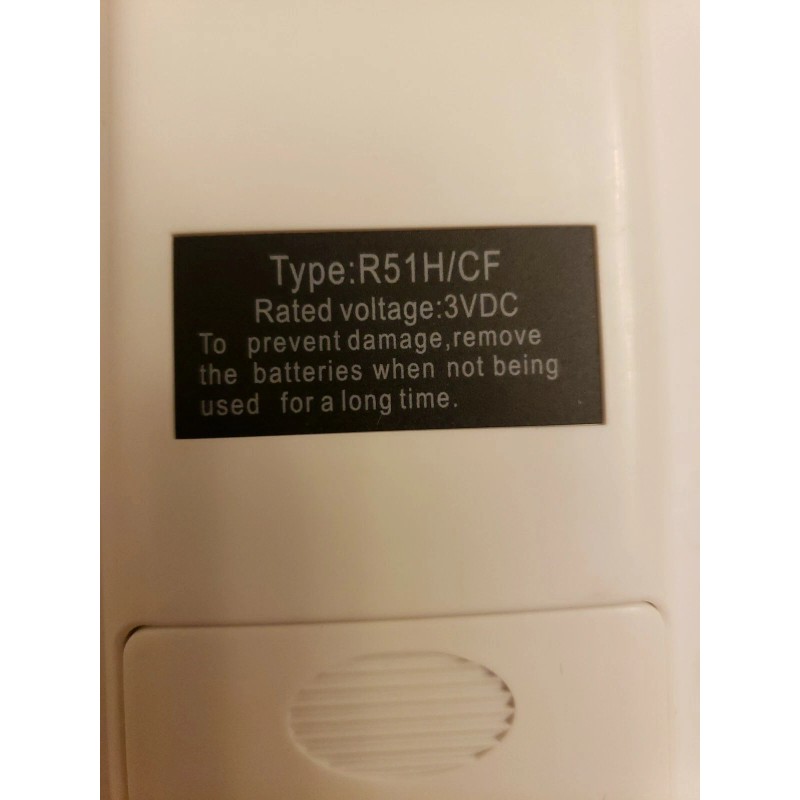 Type:R51H/CF
Rated voltage:3VDC
To prevent damage,remove
the batteries when not being
used for a long time.